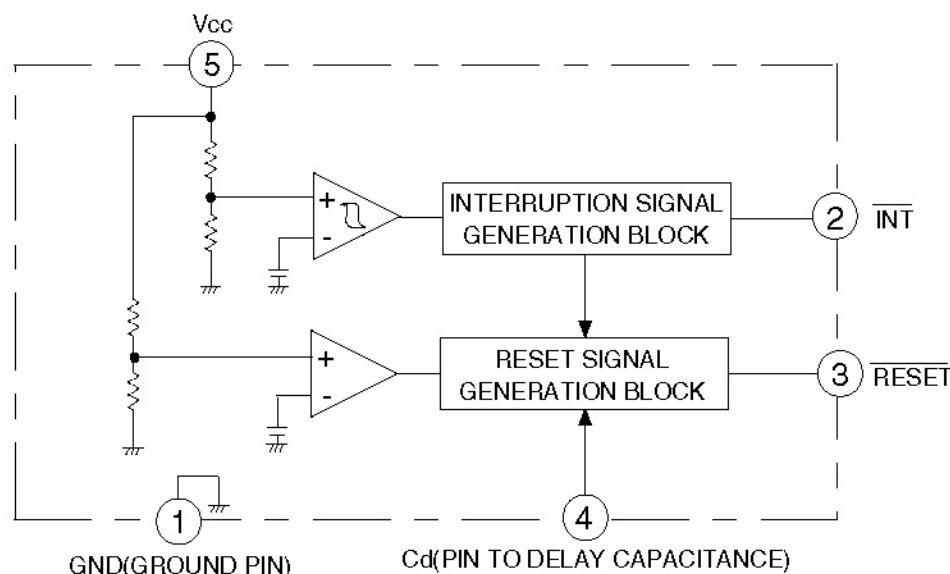 Vcc
5
+
-
INTERRUPTION SIGNAL
GENERATION BLOCK
2
INT
+
-
RESET SIGNAL
GENERATION BLOCK
3
RESET
1
GND(GROUND PIN)
4
Cd(PIN TO DELAY CAPACITANCE)